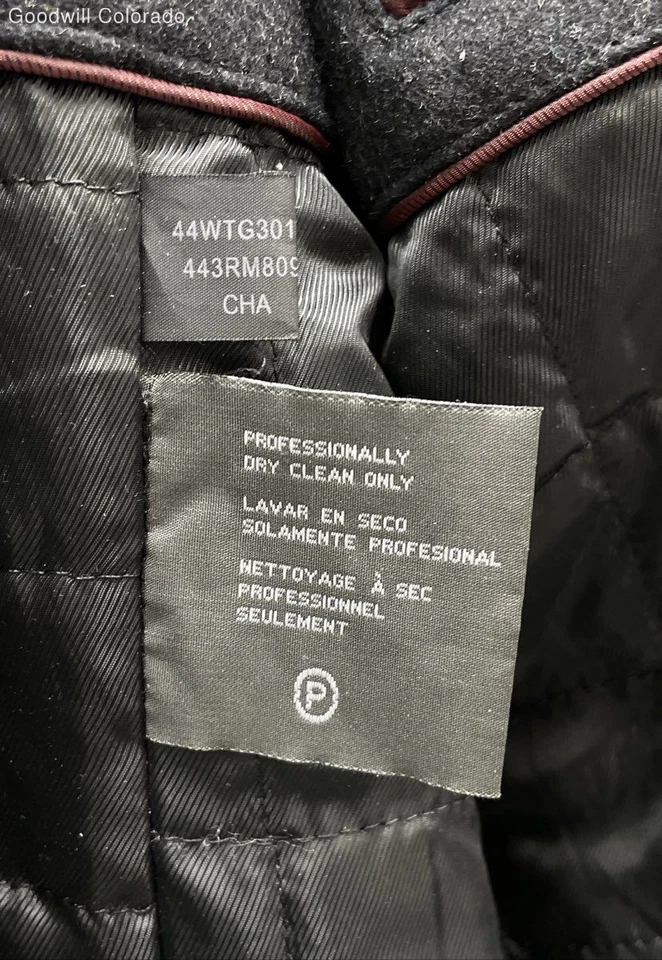 Goodwill Colorado
44WTG301
443RM809
CHA
PROFESSIONALLY
DRY CLEAN ONLY
LAVAR EN SECO
SOLAMENTE PROFESIONAL
NETTOYAGE À SEC
PROFESSIONNEL
SEULEMENT
P